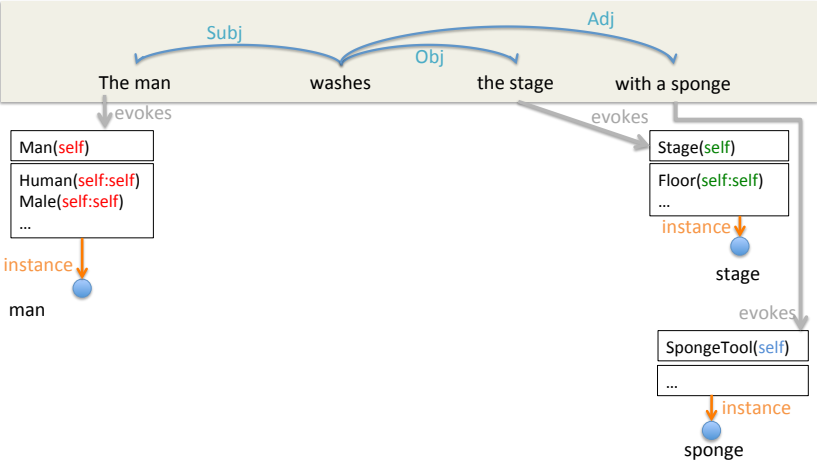 Subj
Adj
Obj
The man washes the stage with a sponge
evokes
evokes
Man(self)
Human(self:self)
Male(self:self)
...
instance
man
Stage(self)
Floor(self:self)
...
instance
stage
evokes
SpongeTool(self)
...
instance
sponge